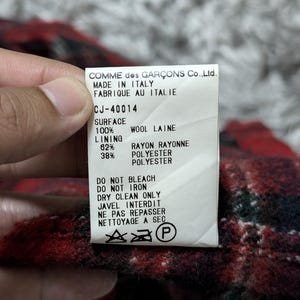 COMME des GARÇONS Co.,Ltd.
MADE IN ITALY
FABRIQUE AU ITALIE
CJ-40014
SURFACE
100% WOOL LAINE
LINING
62% RAYON RAYONNE
38% POLYESTER
POLYESTER
DO NOT BLEACH
DO NOT IRON
DRY CLEAN ONLY
JAVEL INTERDIT
NE PAS REPASSER
NETTOYAGE A SEC
P